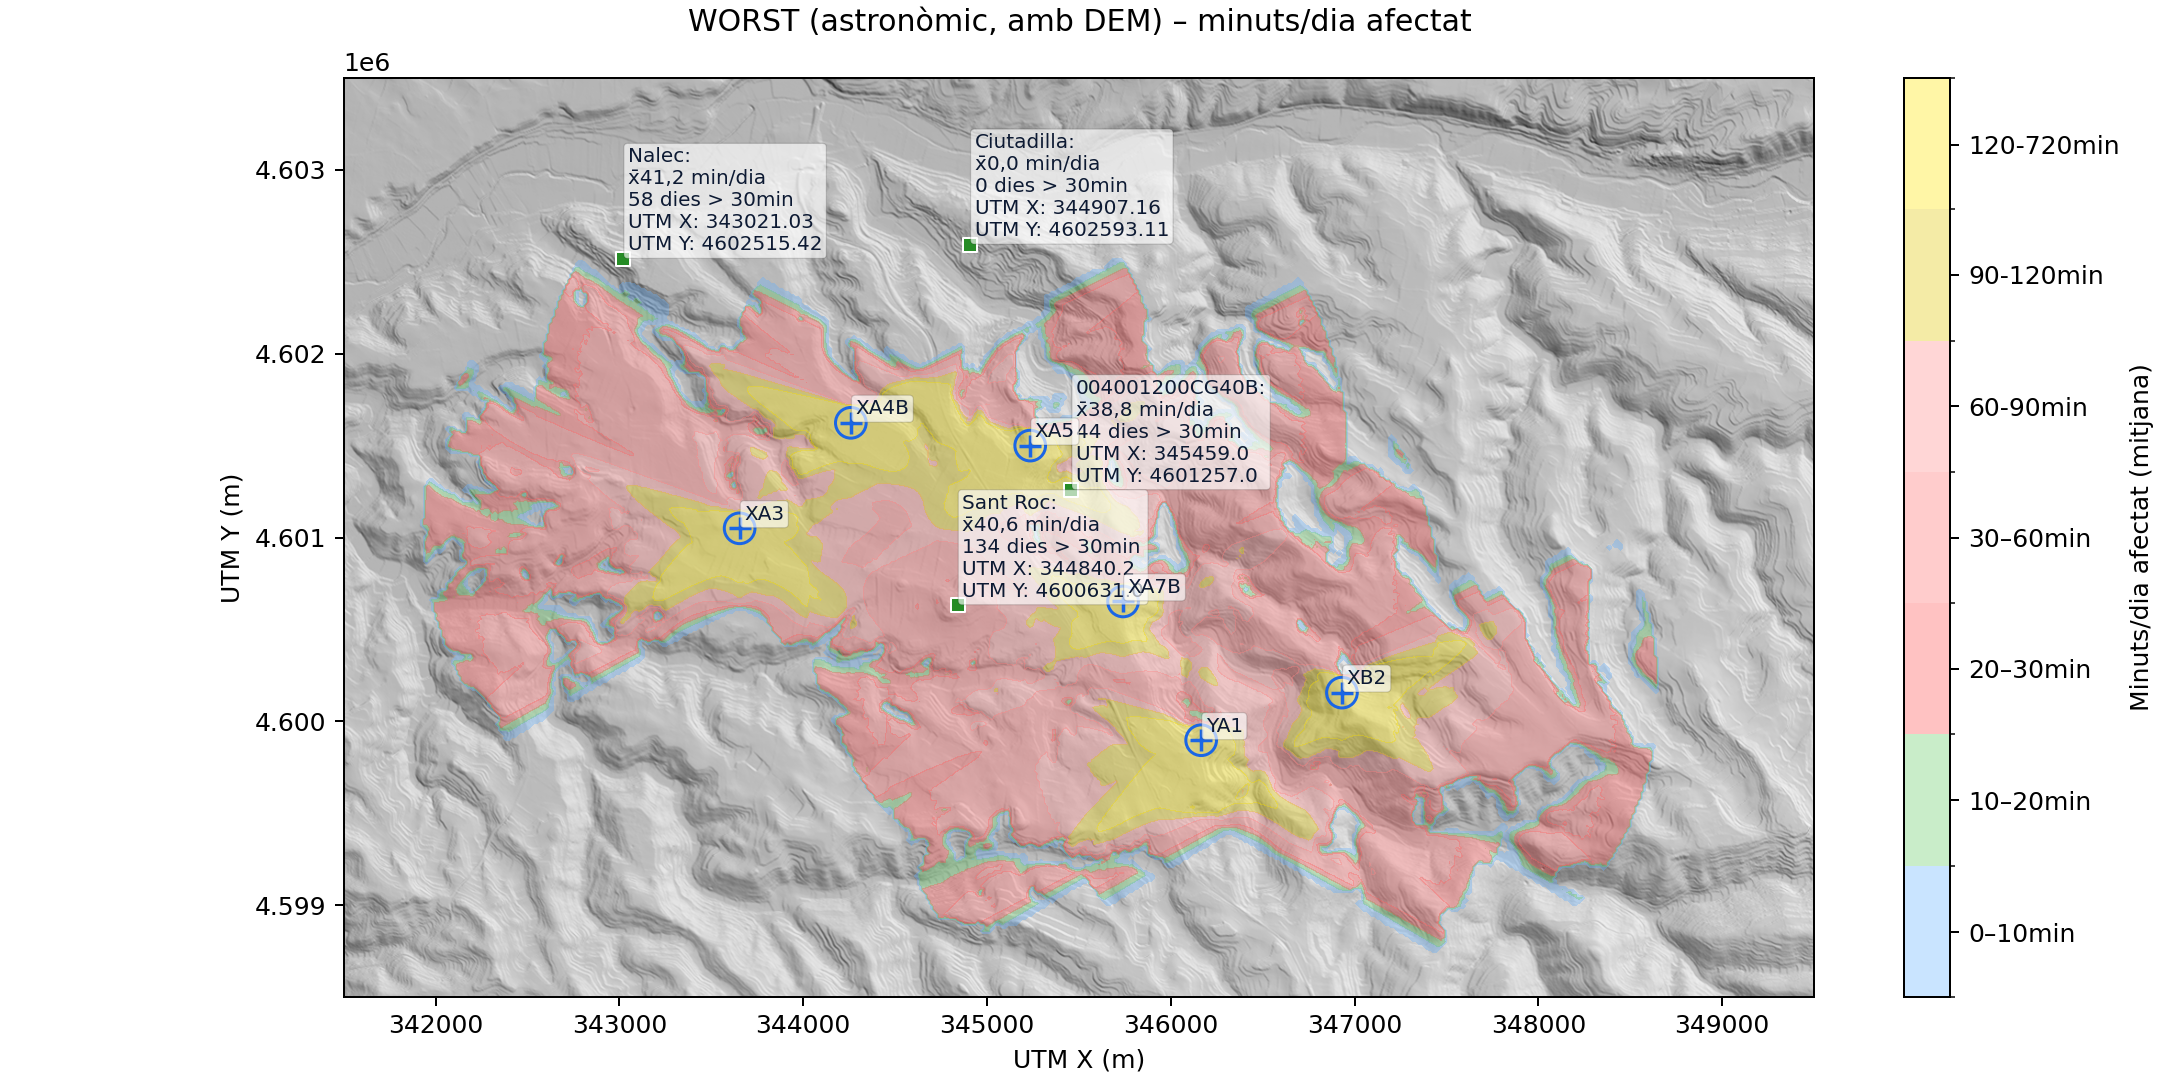 WORST (astronòmic, amb DEM) – minuts/dia afectat
1e6
Nalec:
x̄41,2 min/dia
58 dies > 30min
UTM X: 343021.03
UTM Y: 4602515.42
Ciutadilla:
x̄0,0 min/dia
0 dies > 30min
UTM X: 344907.16
UTM Y: 4602593.11
004001200CG40B:
x̄38,8 min/dia
44 dies > 30min
UTM X: 345459.0
UTM Y: 4601257.0
Sant Roc:
x̄40,6 min/dia
134 dies > 30min
UTM X: 344840.2
UTM Y: 4600631.
XA4B
XA5
XA3
XA7B
XB2
YA1
4.603
4.602
4.601
4.600
4.599
UTM Y (m)
342000
343000
344000
345000
346000
347000
348000
349000
UTM X (m)
120-720min
90-120min
60-90min
30–60min
20–30min
10–20min
0–10min
Minuts/dia afectat (mitjana)